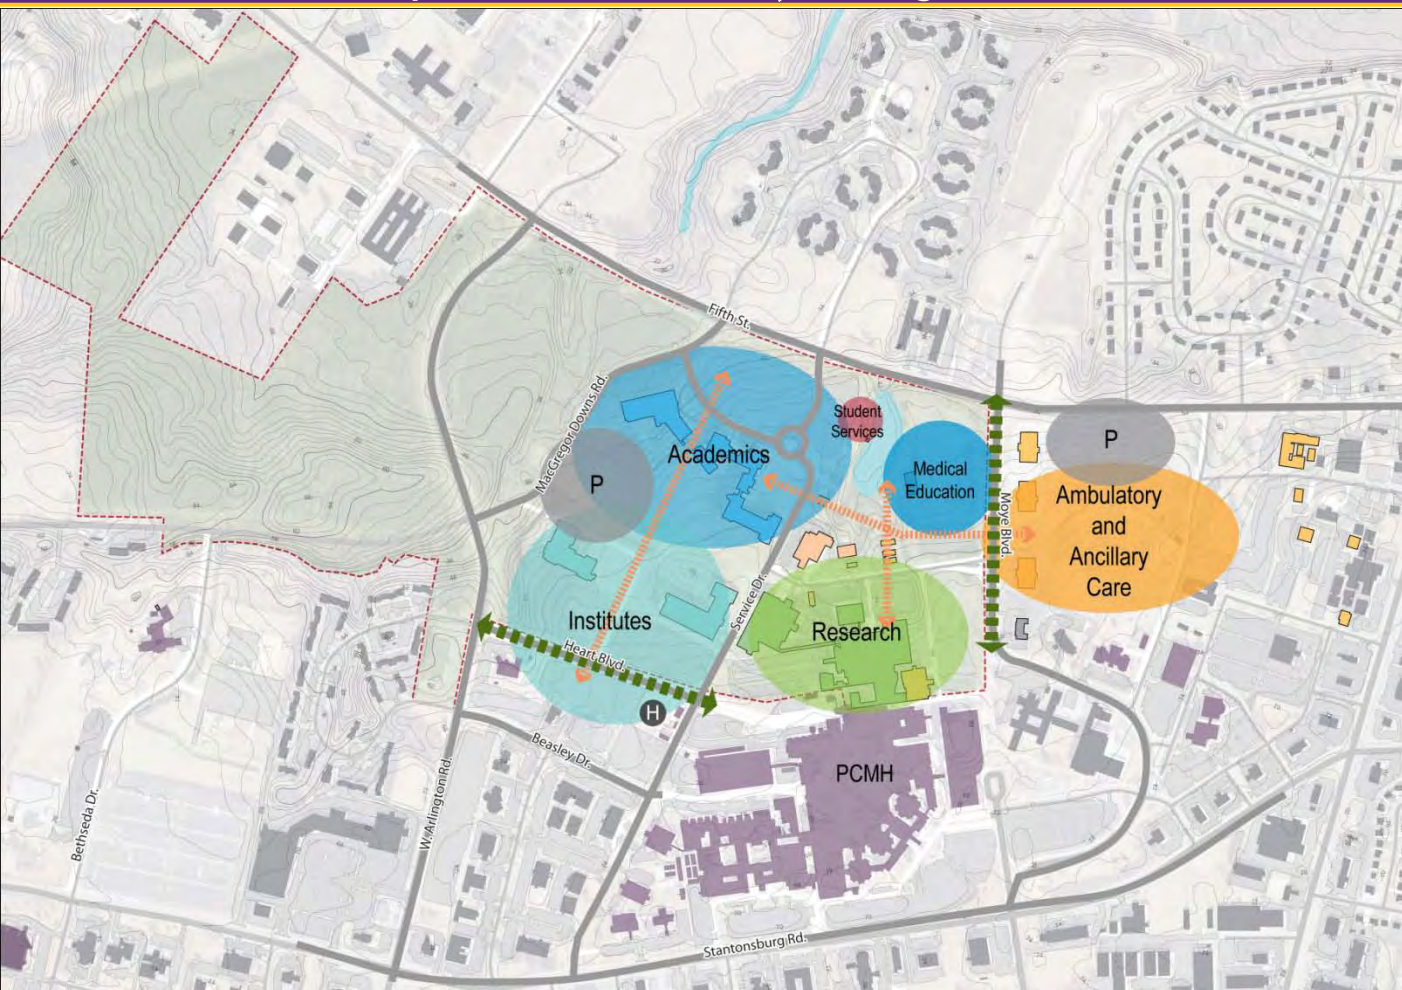 Fifth St.
MacGregor Downs Rd.
Student
Services
Academics
P
Medical
Education
P
Ambulatory
and
Ancillary
Care
Moye Blvd.
Institutes
Service Dr.
Research
Heart Blvd.
H
Beasley Dr.
PCMH
W. Arlington Rd.
Bethseda Dr.
Stantonsburg Rd.